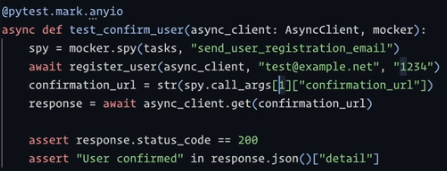 @pytest.mark.anyio
async def test_confirm_user(async_client: AsyncClient, mocker):
    spy = mocker.spy(tasks, "send_user_registration_email")
    await register_user(async_client, "test@example.net", "1234")
    confirmation_url = str(spy.call_args[1]["confirmation_url"])
    response = await async_client.get(confirmation_url)

    assert response.status_code == 200
    assert "User confirmed" in response.json()["detail"]